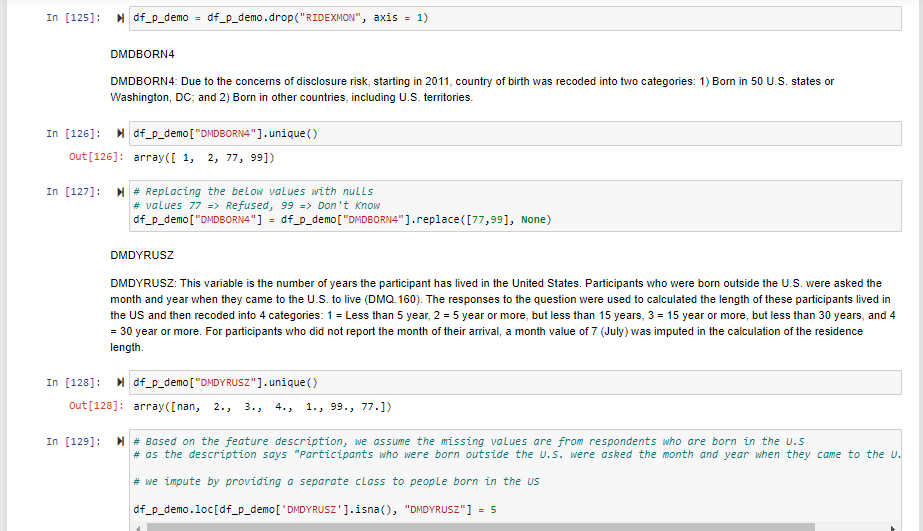 In [125]: df_p_demo = df_p_demo.drop("RIDEXMON", axis = 1)
DMDBORN4
DMDBORN4: Due to the concerns of disclosure risk, starting in 2011, country of birth was recoded into two categories: 1) Born in 50 U.S. states or
Washington, DC; and 2) Born in other countries, including U.S. territories.
In [126]: df_p_demo["DMDBORN4"].unique()
Out[126]: array([ 1,  2, 77, 99])
In [127]: # Replacing the below values with nulls
# values 77 => Refused, 99 => Don't Know
df_p_demo["DMDBORN4"] = df_p_demo["DMDBORN4"].replace([77,99], None)
DMDYRUSZ
DMDYRUSZ: This variable is the number of years the participant has lived in the United States. Participants who were born outside the U.S. were asked the
month and year when they came to the U.S. to live (DMQ.160). The responses to the question were used to calculated the length of these participants lived in
the US and then recoded into 4 categories: 1 = Less than 5 year, 2 = 5 year or more, but less than 15 years, 3 = 15 year or more, but less than 30 years, and 4
= 30 year or more. For participants who did not report the month of their arrival, a month value of 7 (July) was imputed in the calculation of the residence
length.
In [128]: df_p_demo["DMDYRUSZ"].unique()
Out[128]: array([nan,  2.,  3.,  4.,  1., 99., 77.])
In [129]: # Based on the feature description, we assume the missing values are from respondents who are born in the U.S
# as the description says "Participants who were born outside the U.S. were asked the month and year when they came to the U.
# we impute by providing a separate class to people born in the US
df_p_demo.loc[df_p_demo['DMDYRUSZ'].isna(), "DMDYRUSZ"] = 5